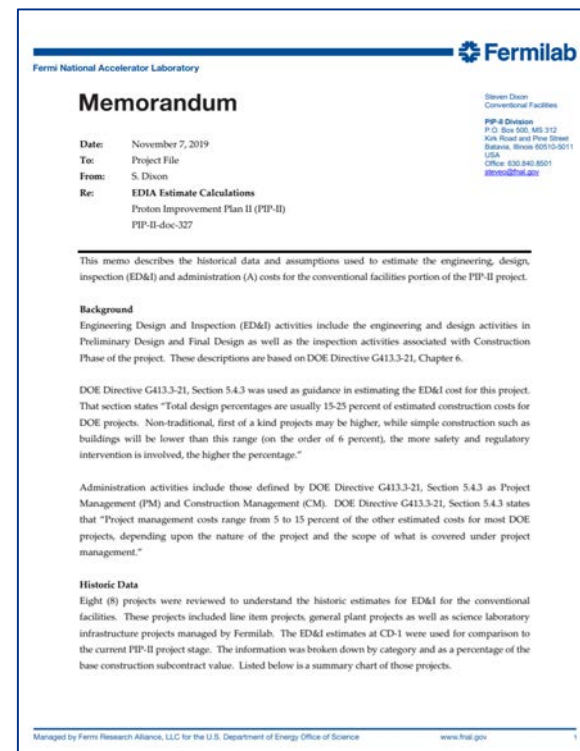 Fermilab
Fermi National Accelerator Laboratory
Memorandum
Steven Dixon
Conventional Facilities
PIP-II Division
P.O. Box 500, MS 312
Kirk Road and Pine Street
Batavia, Illinois 60510-5011
USA
Office: 630.840.8501
steveo@fnal.gov
Date: November 7, 2019
To: Project File
From: S. Dixon
Re: EDIA Estimate Calculations
Proton Improvement Plan II (PIP-II)
PIP-II-doc-327
This memo describes the historical data and assumptions used to estimate the engineering, design,
inspection (ED&I) and administration (A) costs for the conventional facilities portion of the PIP-II project.
Background
Engineering Design and Inspection (ED&I) activities include the engineering and design activities in
Preliminary Design and Final Design as well as the inspection activities associated with Construction
Phase of the project. These descriptions are based on DOE Directive G413.3-21, Chapter 6.
DOE Directive G413.3-21, Section 5.4.3 was used as guidance in estimating the ED&I cost for this project.
That section states “Total design percentages are usually 15-25 percent of estimated construction costs for
DOE projects. Non-traditional, first of a kind projects may be higher, while simple construction such as
buildings will be lower than this range (on the order of 6 percent), the more safety and regulatory
intervention is involved, the higher the percentage.”
Administration activities include those defined by DOE Directive G413.3-21, Section 5.4.3 as Project
Management (PM) and Construction Management (CM). DOE Directive G413.3-21, Section 5.4.3 states
that “Project management costs range from 5 to 15 percent of the other estimated costs for most DOE
projects, depending upon the nature of the project and the scope of what is covered under project
management.”
Historic Data
Eight (8) projects were reviewed to understand the historic estimates for ED&I for the conventional
facilities. These projects included line item projects, general plant projects as well as science laboratory
infrastructure projects managed by Fermilab. The ED&I estimates at CD-1 were used for comparison to
the current PIP-II project stage. The information was broken down by category and as a percentage of the
base construction subcontract value. Listed below is a summary chart of those projects.
Managed by Fermi Research Alliance, LLC for the U.S. Department of Energy Office of Science www.fnal.gov 1